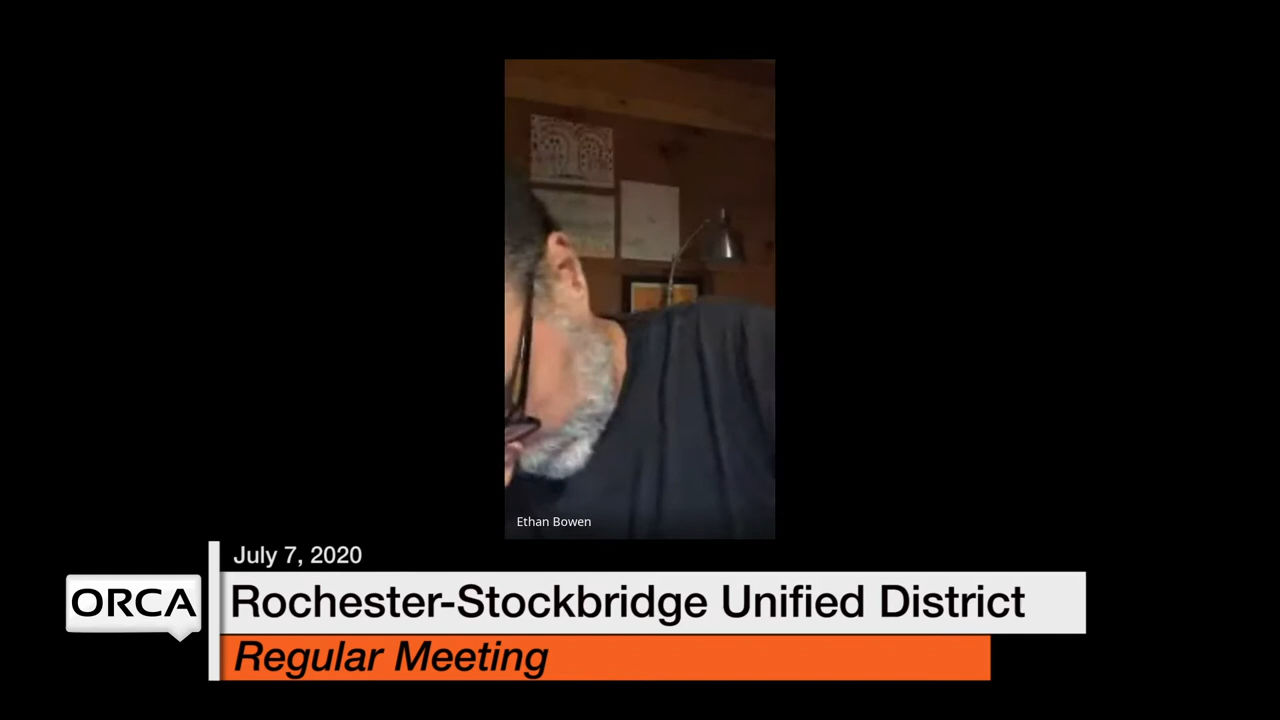 Ethan Bowen
July 7, 2020
ORCA
Rochester-Stockbridge Unified District
Regular Meeting